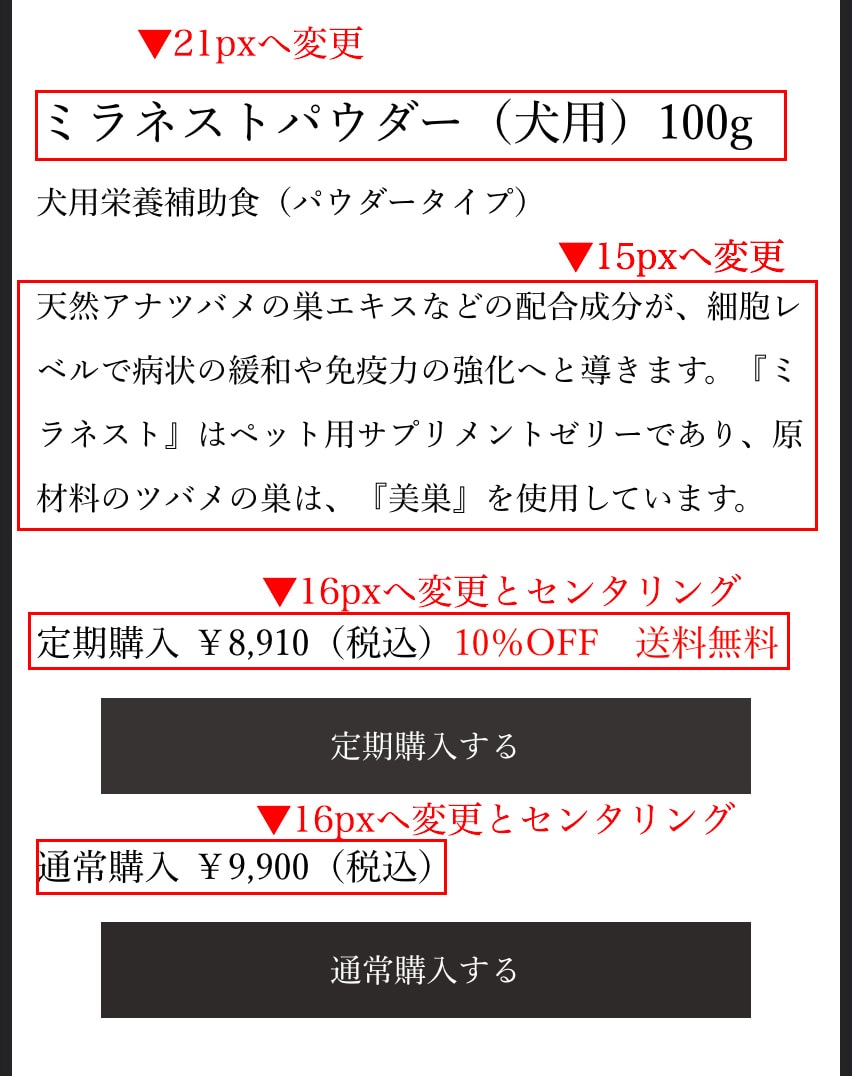 ▼21pxへ変更
ミラネストパウダー（犬用）100g
犬用栄養補助食（パウダータイプ）
▼15pxへ変更
天然アナツバメの巣エキスなどの配合成分が、細胞レ
ベルで病状の緩和や免疫力の強化へと導きます。『ミ
ラネスト』はペット用サプリメントゼリーであり、原
材料のツバメの巣は、『美巣』を使用しています。
▼16pxへ変更とセンタリング
定期購入 ￥8,910（税込）10%OFF　送料無料
定期購入する
▼16pxへ変更とセンタリング
通常購入 ￥9,900（税込）
通常購入する